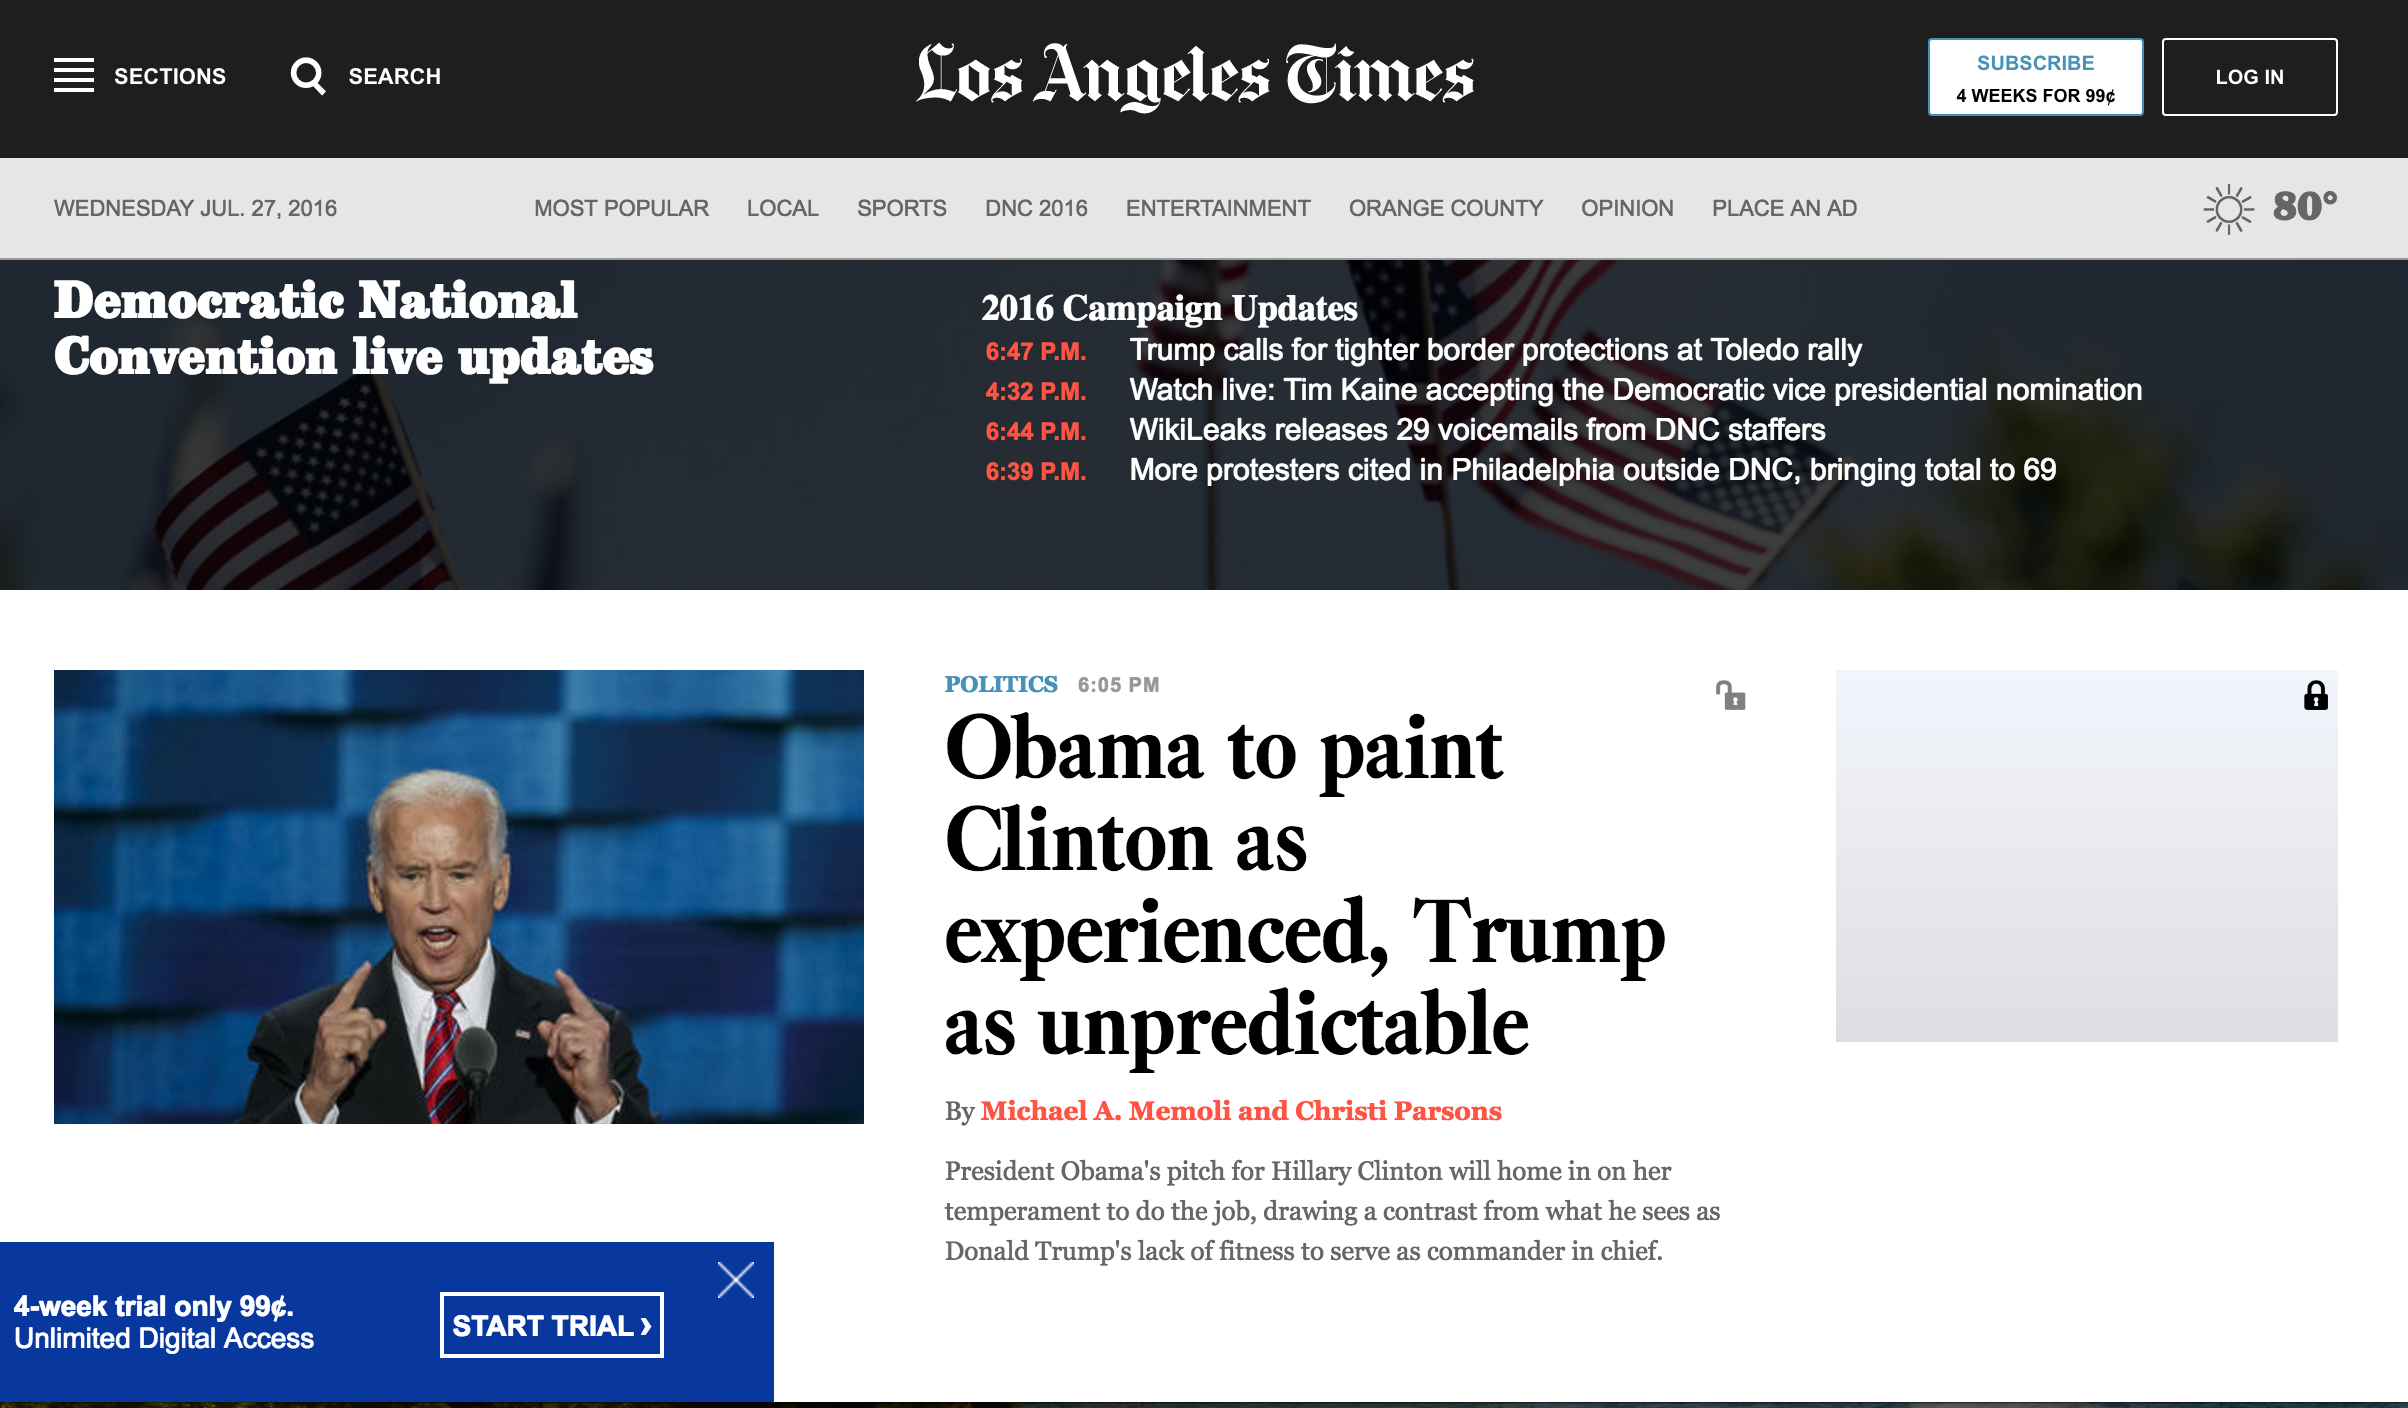 SECTIONS
SEARCH
Los Angeles Times
SUBSCRIBE
4 WEEKS FOR 99¢
LOG IN
WEDNESDAY JUL. 27, 2016
MOST POPULAR
LOCAL
SPORTS
DNC 2016
ENTERTAINMENT
ORANGE COUNTY
OPINION
PLACE AN AD
80°
Democratic National
Convention live updates
2016 Campaign Updates
6:47 P.M. Trump calls for tighter border protections at Toledo rally
4:32 P.M. Watch live: Tim Kaine accepting the Democratic vice presidential nomination
6:44 P.M. WikiLeaks releases 29 voicemails from DNC staffers
6:39 P.M. More protesters cited in Philadelphia outside DNC, bringing total to 69
POLITICS 6:05 PM
Obama to paint
Clinton as
experienced, Trump
as unpredictable
By Michael A. Memoli and Christi Parsons
President Obama's pitch for Hillary Clinton will home in on her
temperament to do the job, drawing a contrast from what he sees as
Donald Trump's lack of fitness to serve as commander in chief.
4-week trial only 99¢.
Unlimited Digital Access
START TRIAL ›